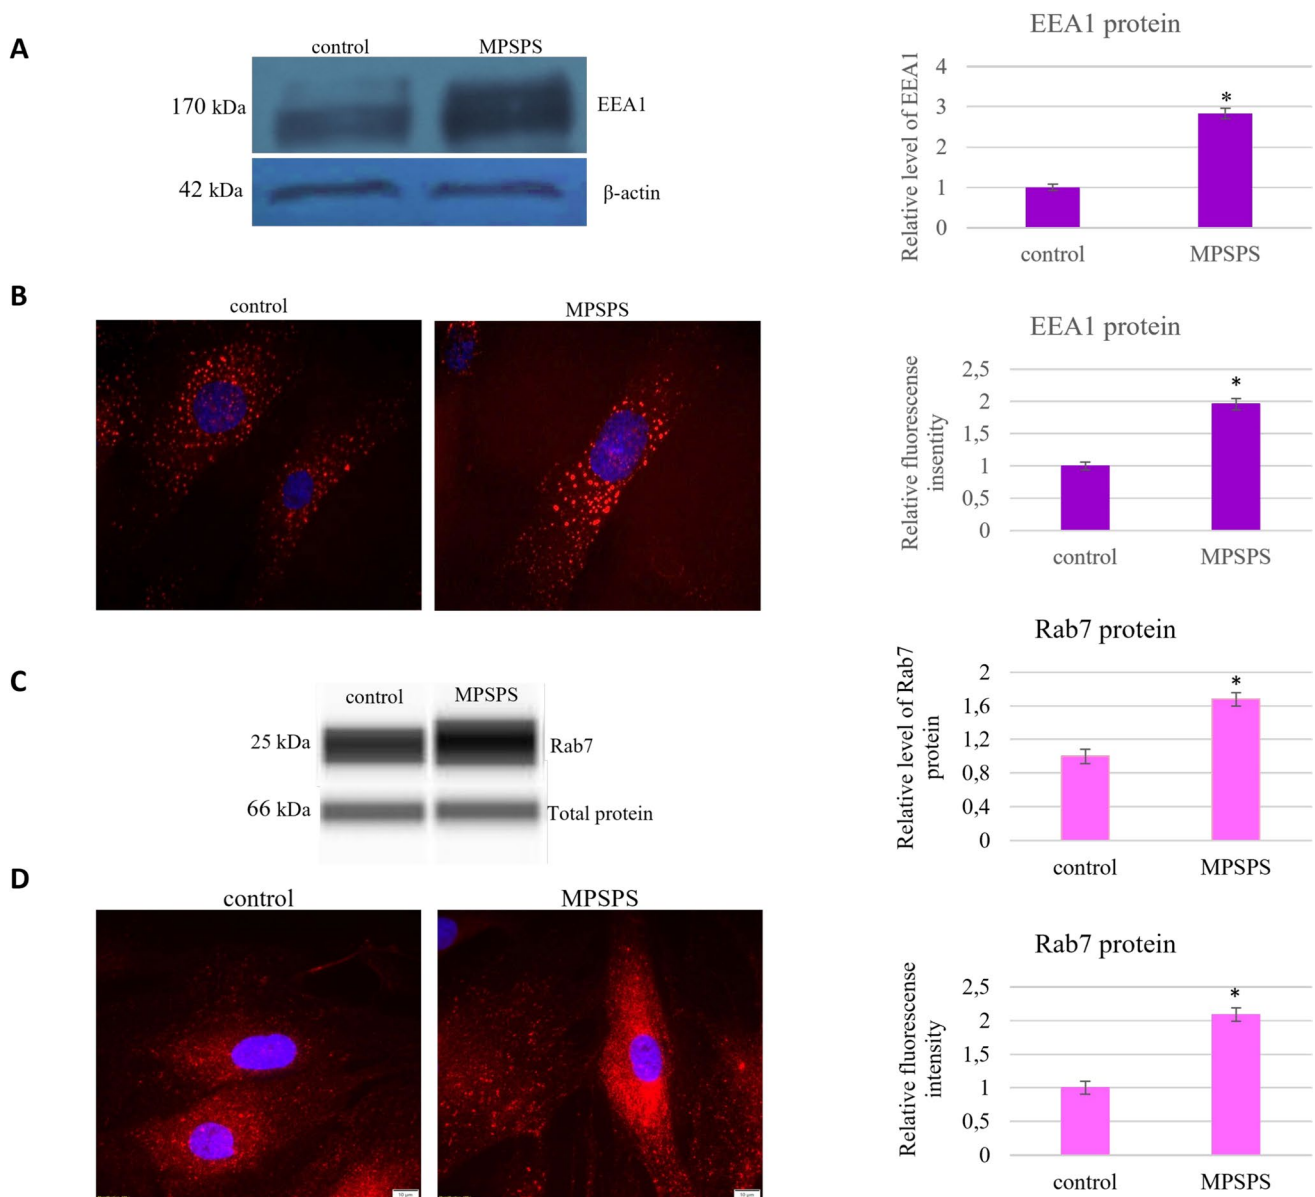 A
control
MPSPS
170 kDa
EEA1
42 kDa
β-actin
EEA1 protein
Relative level of EEA1
4
3
2
1
0
*
control
MPSPS
B
control
MPSPS
EEA1 protein
Relative fluorescense
insentity
2,5
2
1,5
1
0,5
0
*
control
MPSPS
C
control
MPSPS
25 kDa
Rab7
66 kDa
Total protein
Rab7 protein
Relative level of Rab7
protein
2
1,6
1,2
0,8
0,4
0
*
control
MPSPS
D
control
MPSPS
10 µm
10 µm
Rab7 protein
Relative fluorescense
intensity
2,5
2
1,5
1
0,5
0
*
control
MPSPS